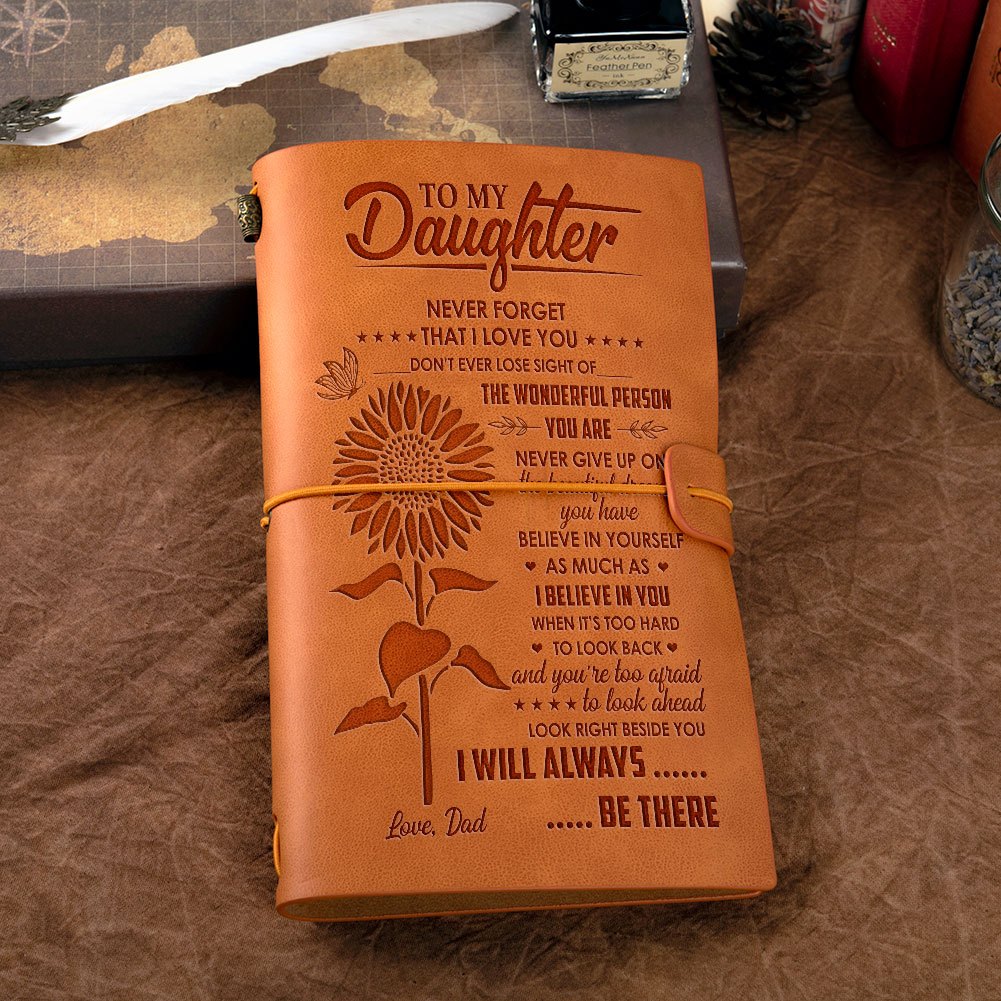 Feather Pen
ink
TO MY
Daughter
NEVER FORGET
THAT I LOVE YOU
DON'T EVER LOSE SIGHT OF
THE WONDERFUL PERSON
YOU ARE
NEVER GIVE UP ON
you have
BELIEVE IN YOURSELF
AS MUCH AS
I BELIEVE IN YOU
WHEN IT'S TOO HARD
TO LOOK BACK
and you're too afraid
to look ahead
LOOK RIGHT BESIDE YOU
I WILL ALWAYS ......
..... BE THERE
Love, Dad